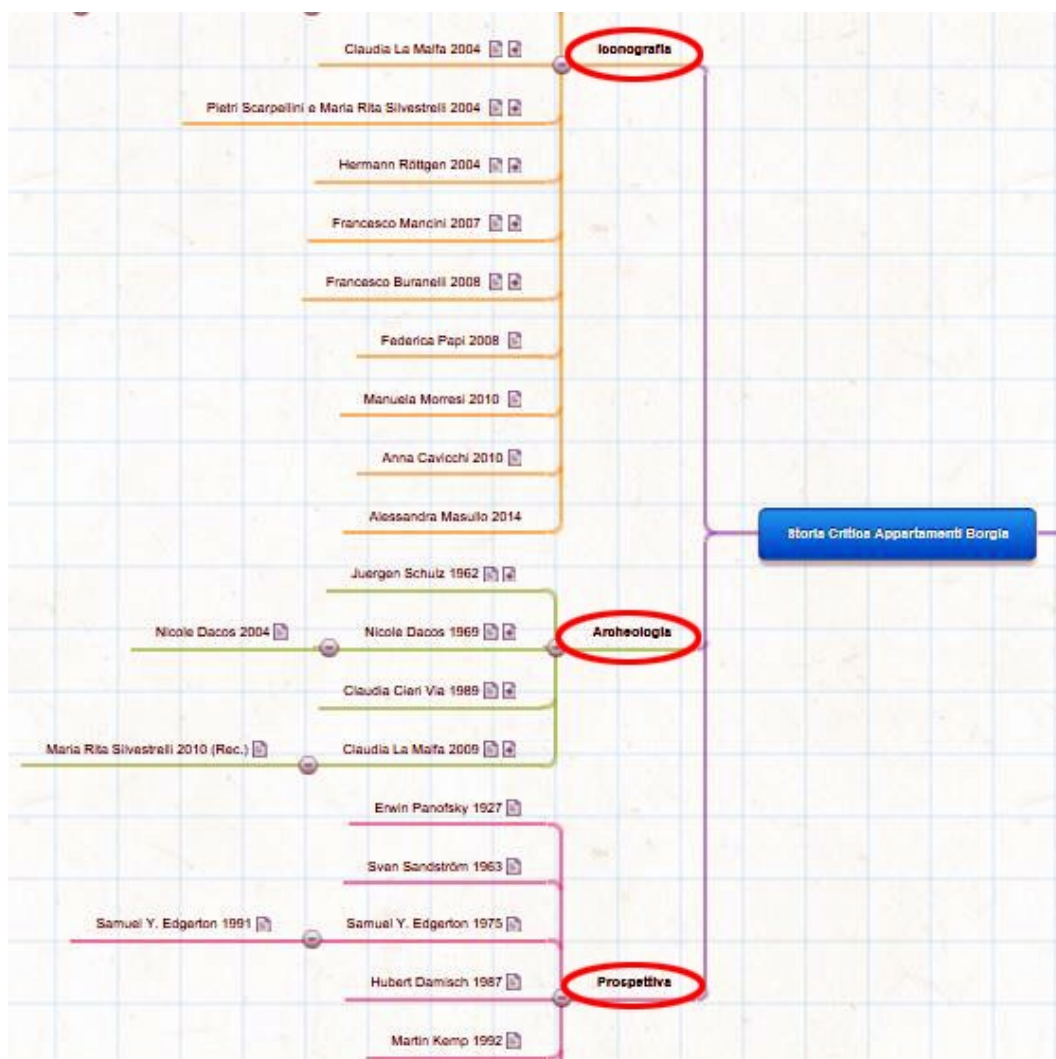 Claudia La Malfa 2004
Iconografia
Pietri Scarpellini e Maria Rita Silvestrelli 2004
Hermann Röttgen 2004
Francesco Mancini 2007
Francesco Buranelli 2008
Federica Papi 2008
Manuela Morresi 2010
Anna Cavicchi 2010
Alessandra Masullo 2014
Storia Critica Appartamenti Borgia
Juergen Schulz 1962
Nicole Dacos 2004
Nicole Dacos 1969
Archeologia
Claudia Cieri Via 1989
Maria Rita Silvestrelli 2010 (Rec.)
Claudia La Malfa 2009
Erwin Panofsky 1927
Sven Sandström 1963
Samuel Y. Edgerton 1991
Samuel Y. Edgerton 1975
Hubert Damisch 1987
Prospettiva
Martin Kemp 1992